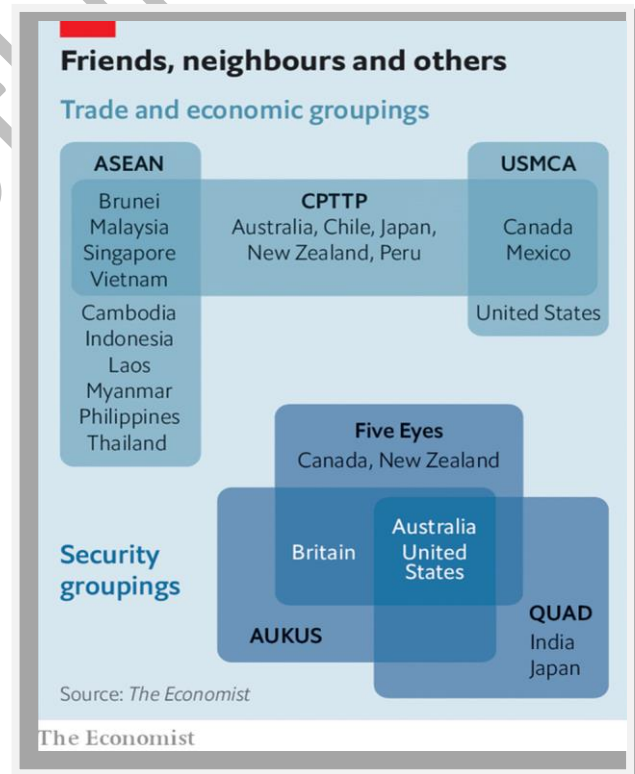 Friends, neighbours and others
Trade and economic groupings
ASEAN
Brunei
Malaysia
Singapore
Vietnam
Cambodia
Indonesia
Laos
Myanmar
Philippines
Thailand
CPTTP
Australia, Chile, Japan,
New Zealand, Peru
USMCA
Canada
Mexico
United States
Security
groupings
Five Eyes
Canada, New Zealand
Britain
Australia
United
States
AUKUS
QUAD
India
Japan
Source: The Economist
The Economist